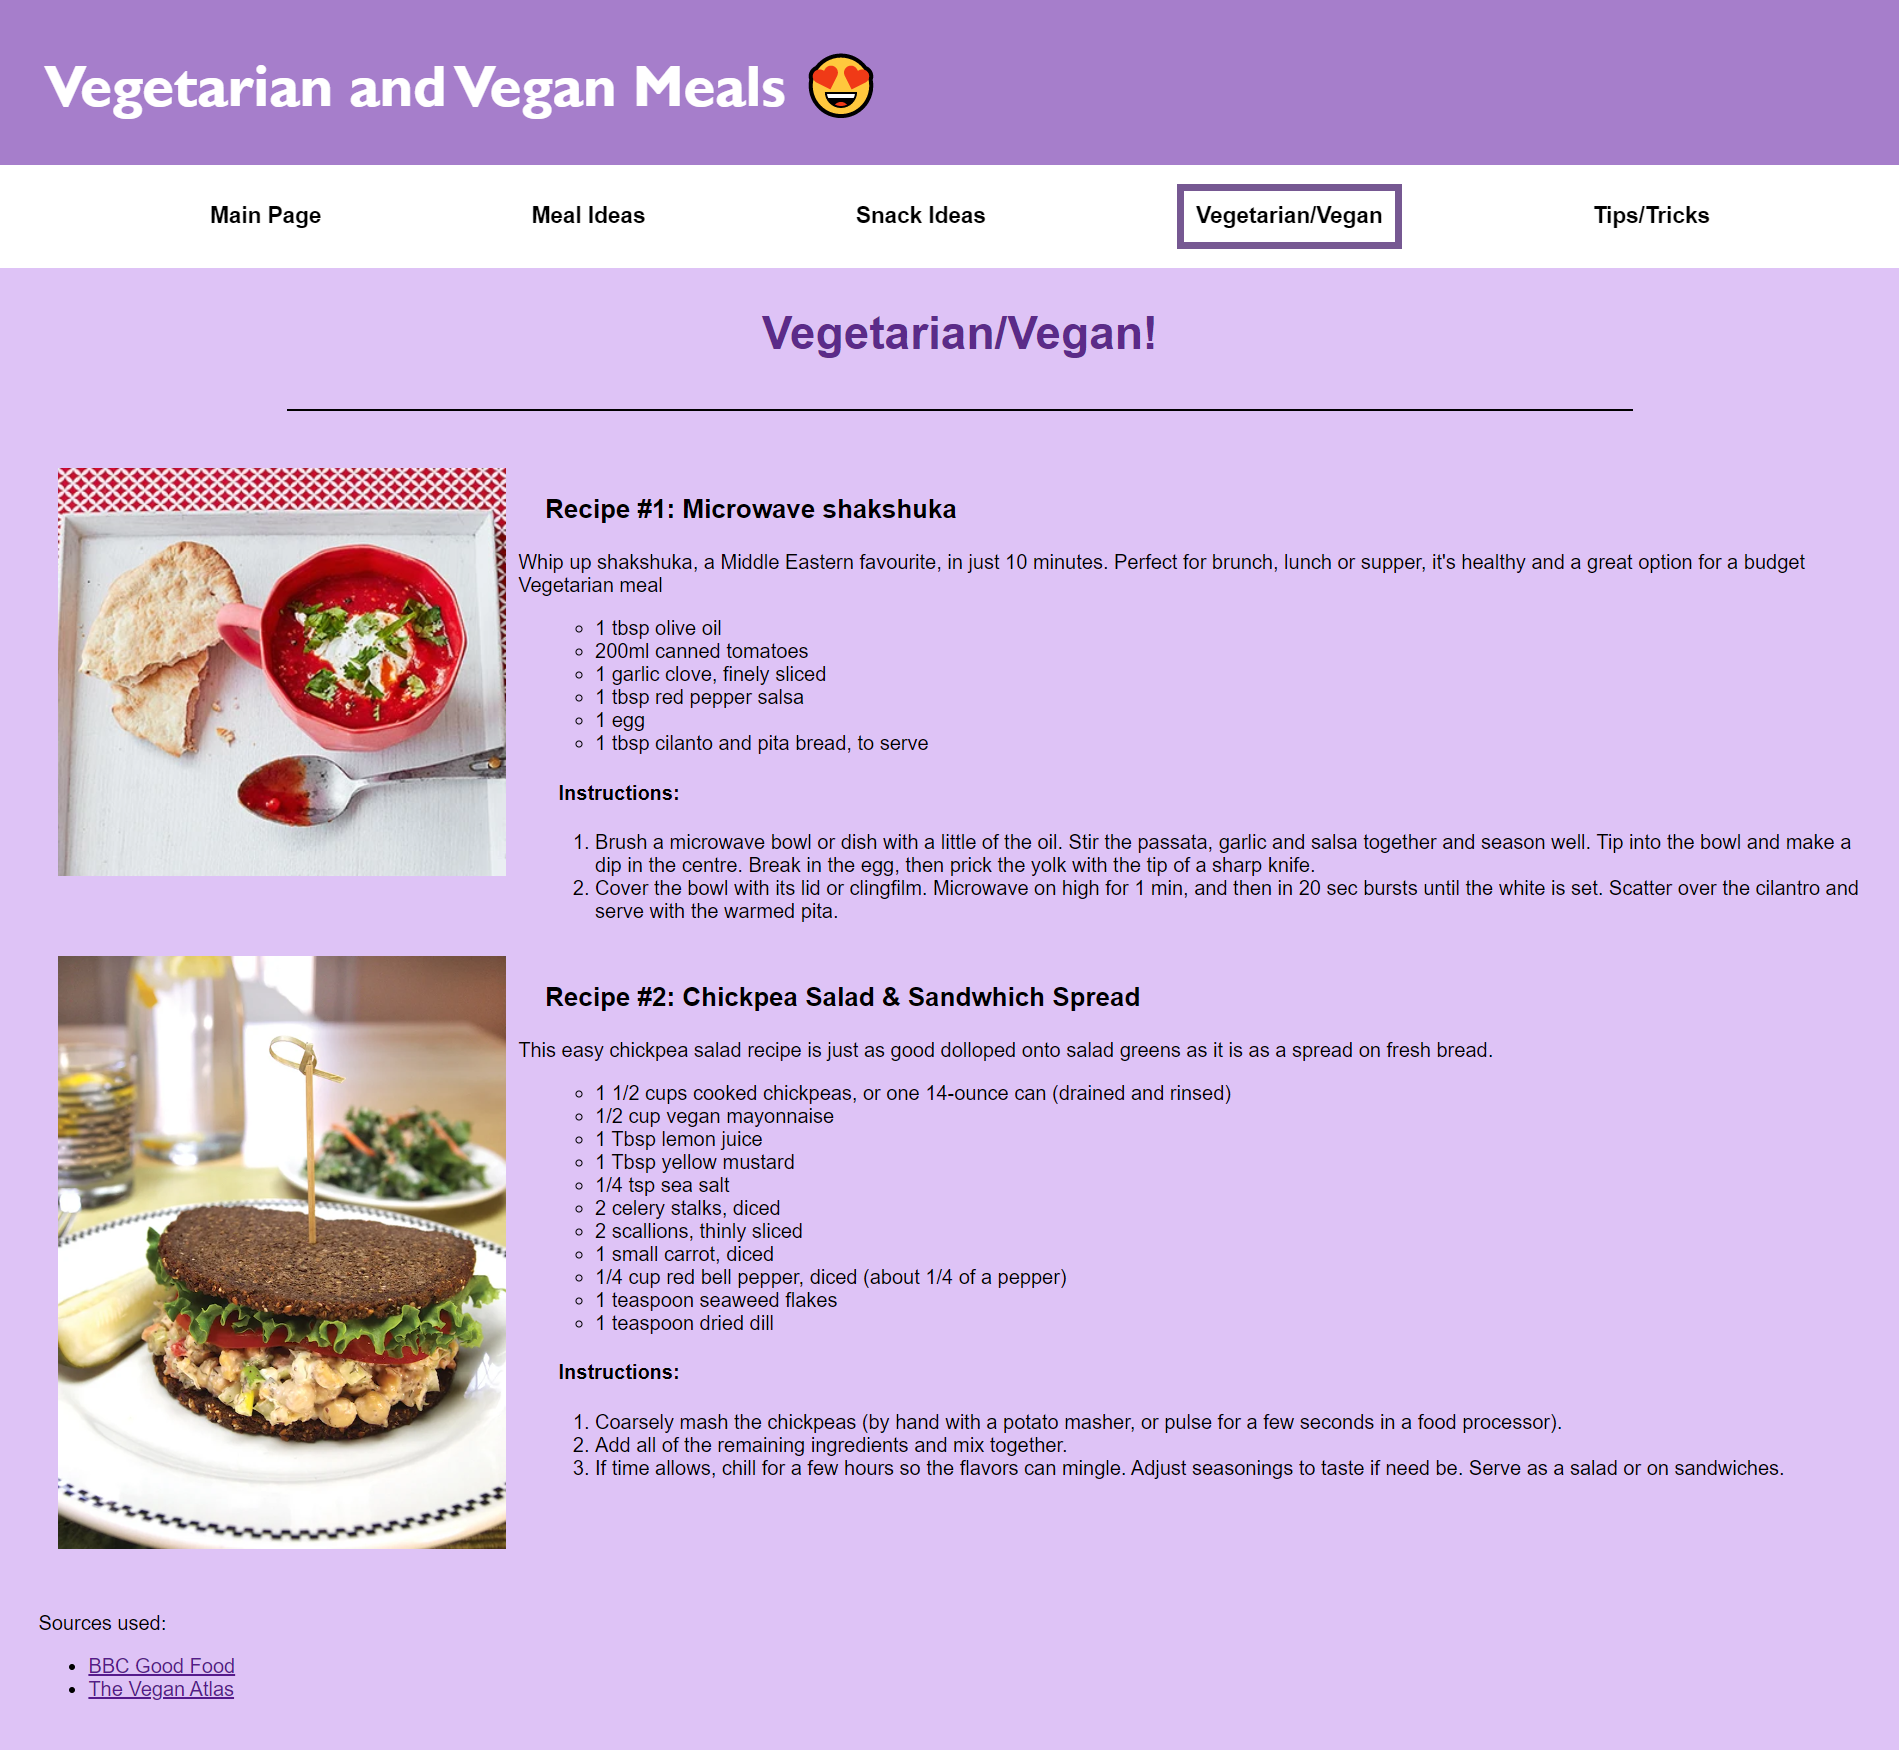 Vegetarian and Vegan Meals 😍
Main Page
Meal Ideas
Snack Ideas
Vegetarian/Vegan
Tips/Tricks
Vegetarian/Vegan!
Recipe #1: Microwave shakshuka
Whip up shakshuka, a Middle Eastern favourite, in just 10 minutes. Perfect for brunch, lunch or supper, it's healthy and a great option for a budget
Vegetarian meal
1 tbsp olive oil
200ml canned tomatoes
1 garlic clove, finely sliced
1 tbsp red pepper salsa
1 egg
1 tbsp cilanto and pita bread, to serve
Instructions:
1. Brush a microwave bowl or dish with a little of the oil. Stir the passata, garlic and salsa together and season well. Tip into the bowl and make a
dip in the centre. Break in the egg, then prick the yolk with the tip of a sharp knife.
2. Cover the bowl with its lid or clingfilm. Microwave on high for 1 min, and then in 20 sec bursts until the white is set. Scatter over the cilantro and
serve with the warmed pita.
Recipe #2: Chickpea Salad & Sandwhich Spread
This easy chickpea salad recipe is just as good dolloped onto salad greens as it is as a spread on fresh bread.
1 1/2 cups cooked chickpeas, or one 14-ounce can (drained and rinsed)
1/2 cup vegan mayonnaise
1 Tbsp lemon juice
1 Tbsp yellow mustard
1/4 tsp sea salt
2 celery stalks, diced
2 scallions, thinly sliced
1 small carrot, diced
1/4 cup red bell pepper, diced (about 1/4 of a pepper)
1 teaspoon seaweed flakes
1 teaspoon dried dill
Instructions:
1. Coarsely mash the chickpeas (by hand with a potato masher, or pulse for a few seconds in a food processor).
2. Add all of the remaining ingredients and mix together.
3. If time allows, chill for a few hours so the flavors can mingle. Adjust seasonings to taste if need be. Serve as a salad or on sandwiches.
Sources used:
BBC Good Food
The Vegan Atlas